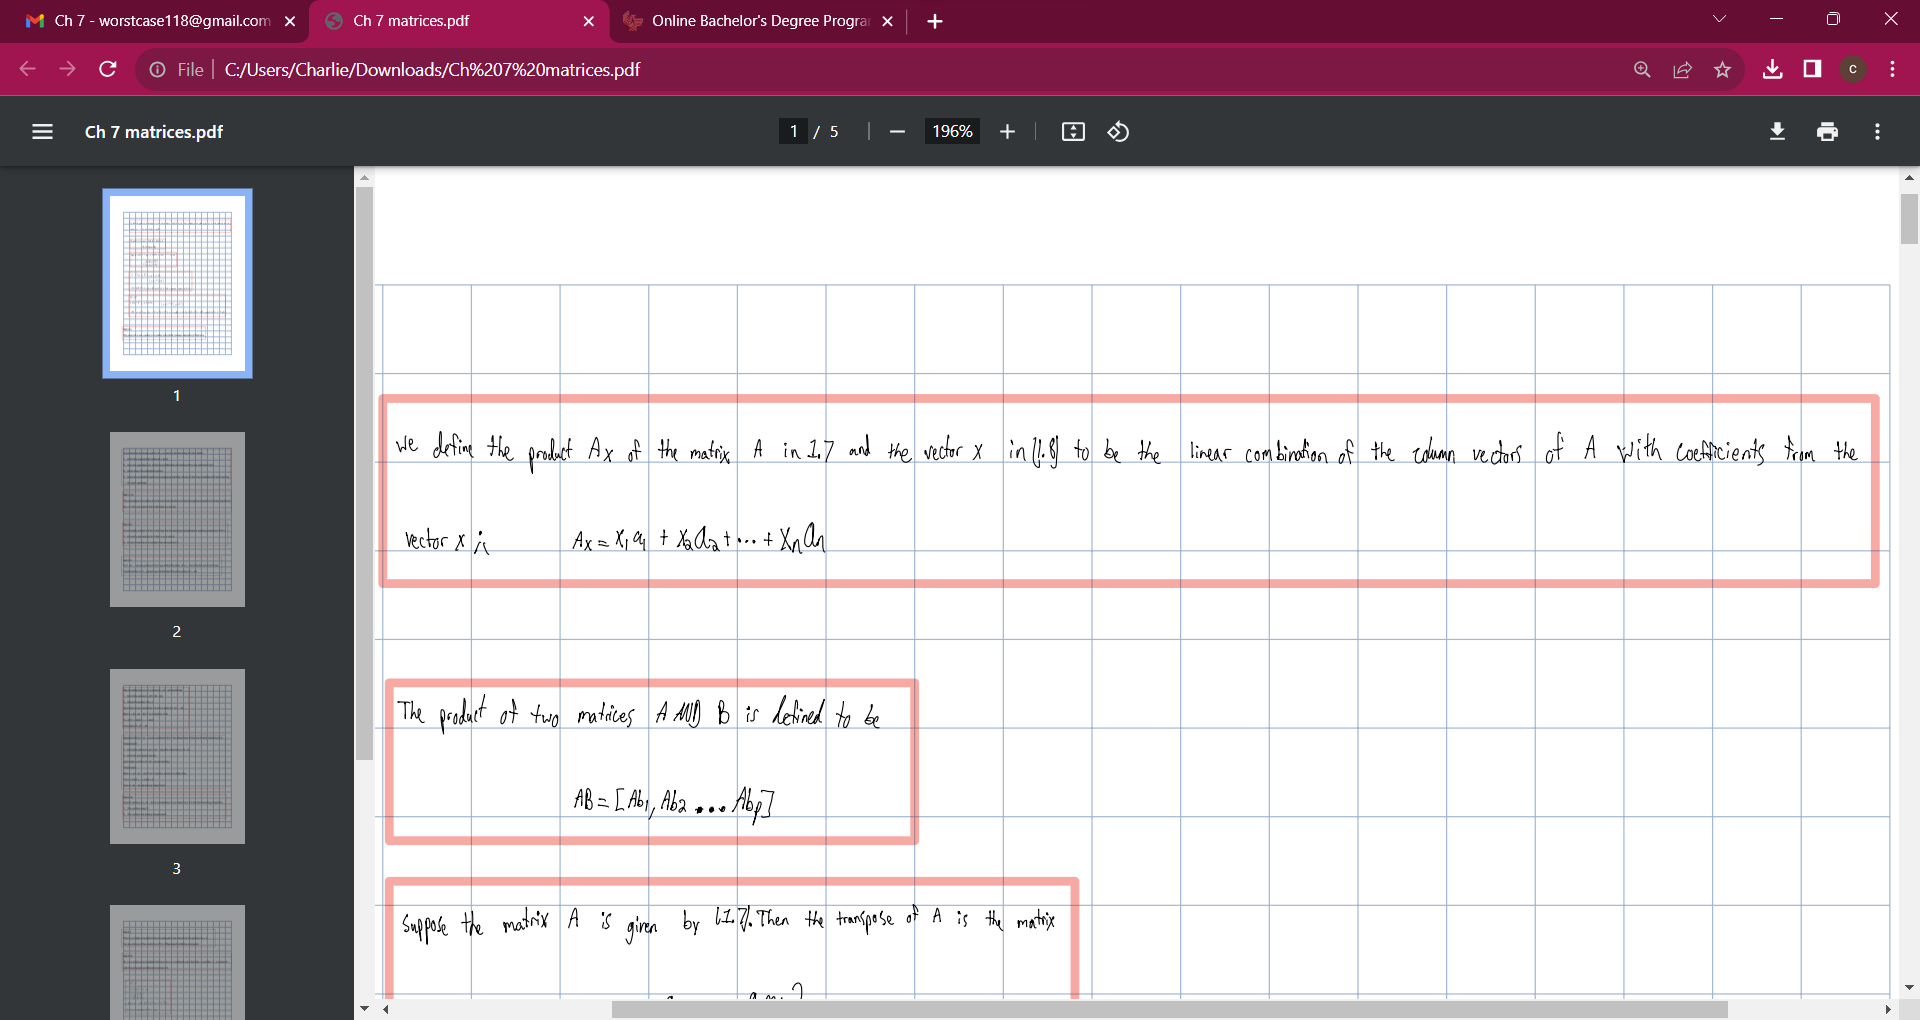 Ch 7 - worstcase118@gmail.com
Ch 7 matrices.pdf
Online Bachelor's Degree Progra
File
C:/Users/Charlie/Downloads/Ch%207%20matrices.pdf
c
Ch 7 matrices.pdf
1 / 5
196%
1
2
3
We define the product Ax of the matrix A in 1.7 and the vector x in (1.8) to be the linear combination of the column vectors of A with coefficients from the
vector x is Ax = x₁a₁ + x₂a₂ + ... + xₙaₙ
The product of two matrices A AND B is defined to be
AB = [Ab₁, Ab₂ ... Abₚ]
Suppose the matrix A is given by (1.7). Then the transpose of A is the matrix